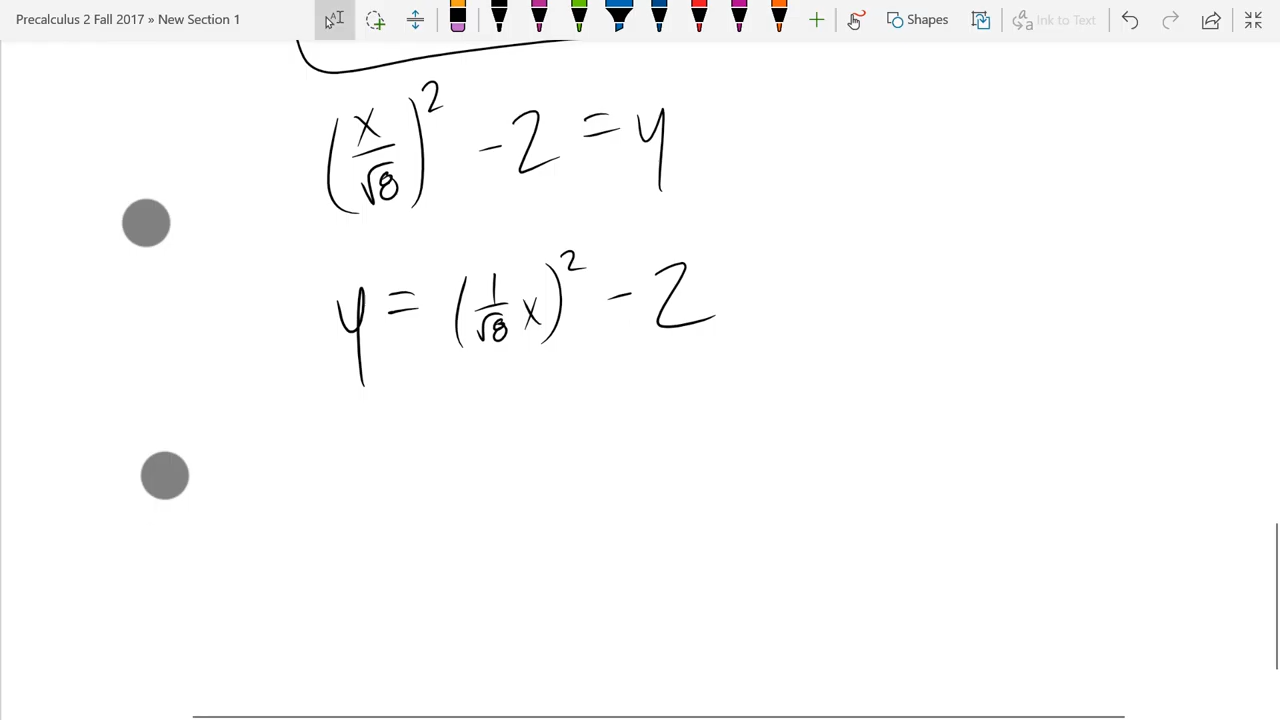 Precalculus 2 Fall 2017 » New Section 1
Shapes
Ink to Text
(x/√8)² - 2 = y
y = (1/√8 x)² - 2